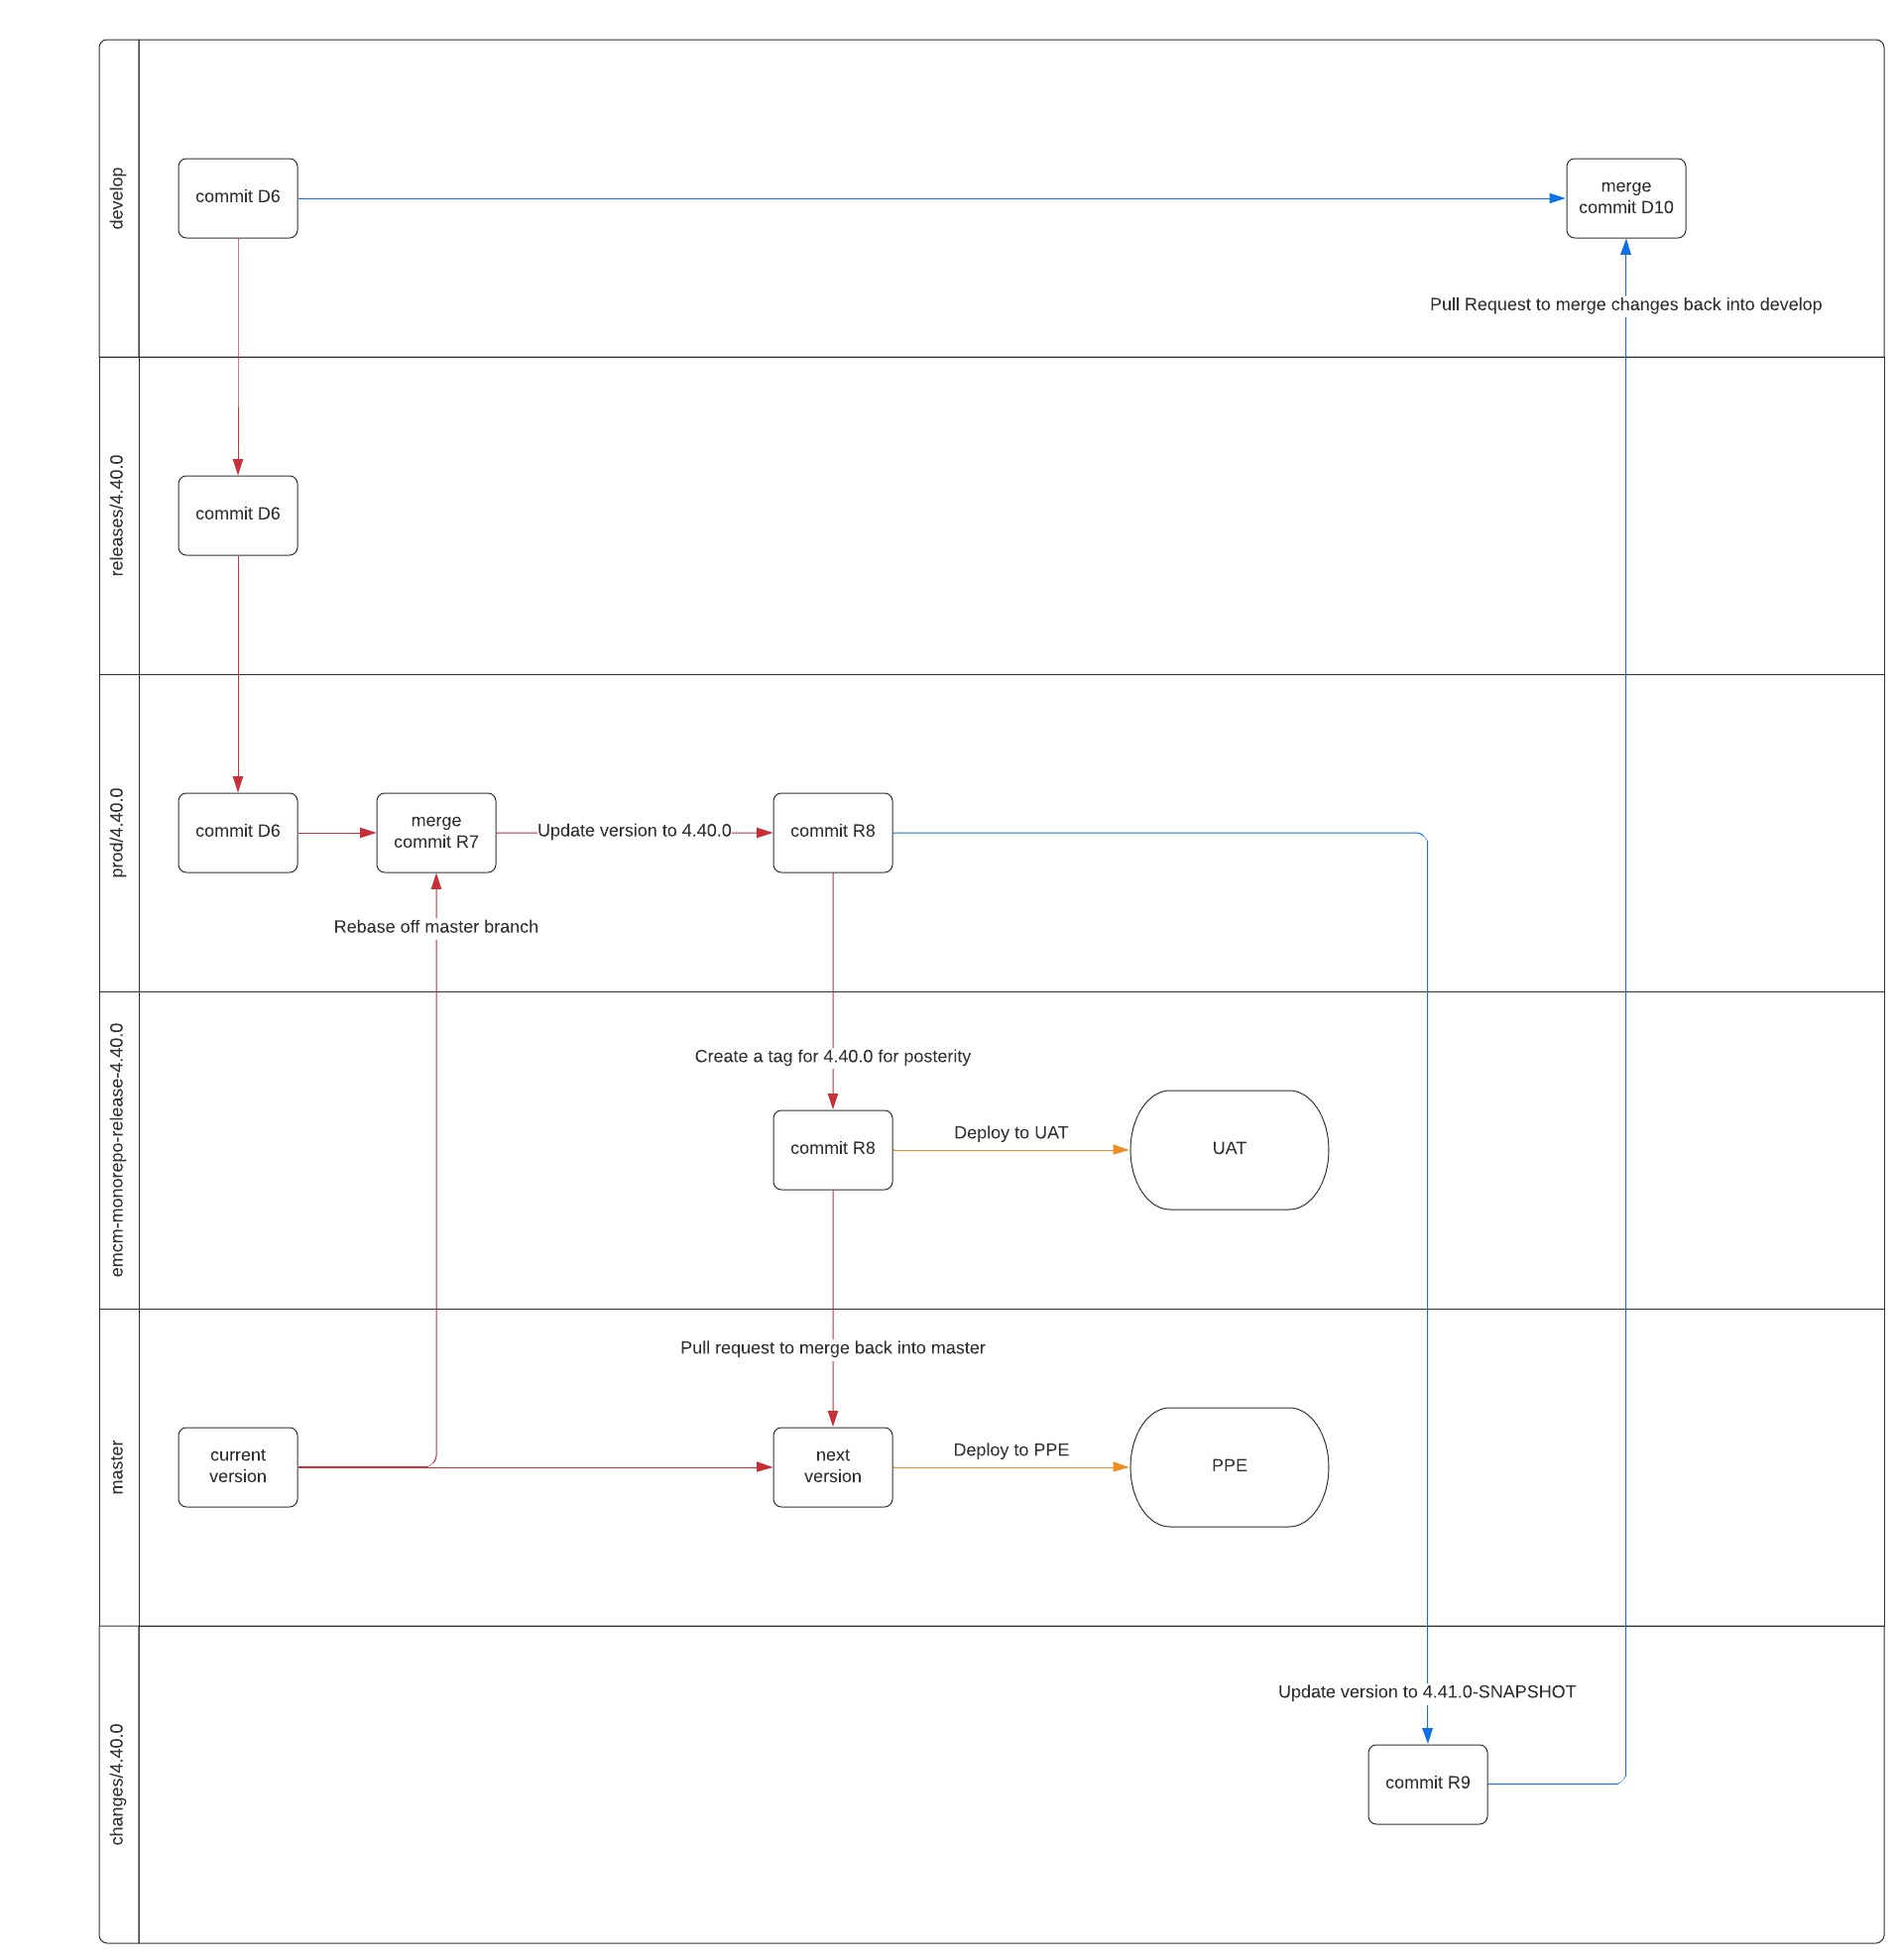 develop
commit D6
merge
commit D10
Pull Request to merge changes back into develop
releases/4.40.0
commit D6
prod/4.40.0
commit D6
merge
commit R7
Update version to 4.40.0
commit R8
Rebase off master branch
emcm-monorepo-release-4.40.0
Create a tag for 4.40.0 for posterity
commit R8
Deploy to UAT
UAT
master
Pull request to merge back into master
current
version
next
version
Deploy to PPE
PPE
changes/4.40.0
Update version to 4.41.0-SNAPSHOT
commit R9